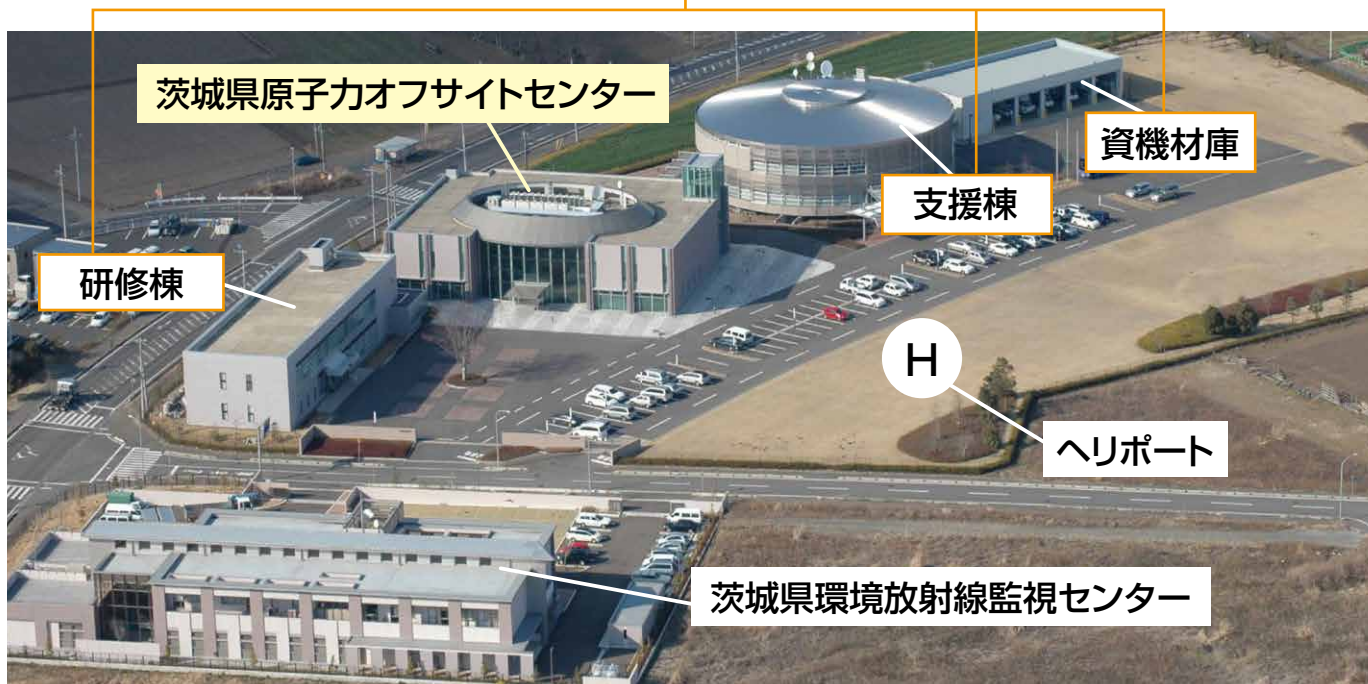 茨城県原子力オフサイトセンター
資機材庫
支援棟
研修棟
H
ヘリポート
茨城県環境放射線監視センター